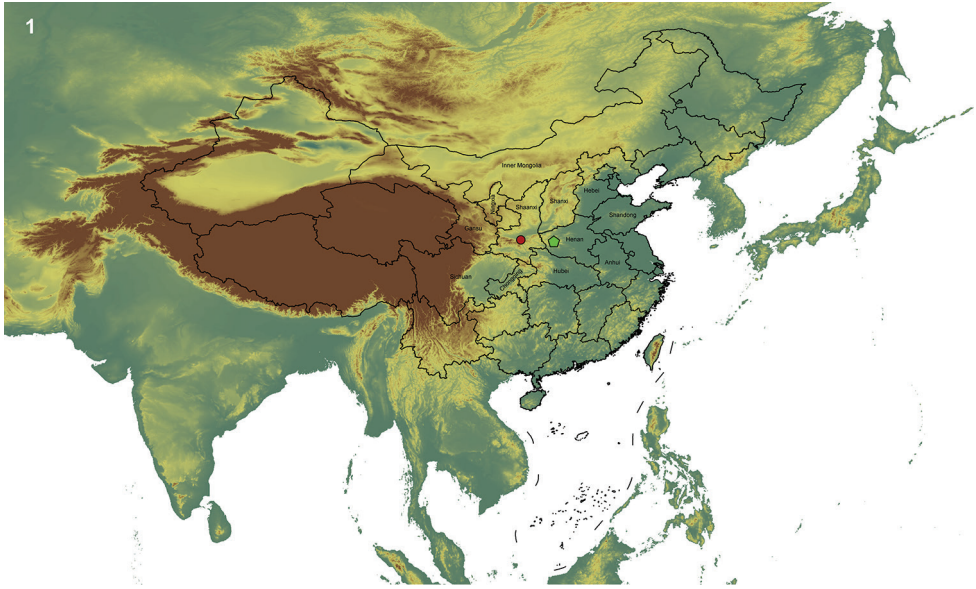 1
Inner Mongolia
Hebei
Ningxia
Shaanxi
Shanxi
Shandong
Gansu
Henan
Anhui
Hubei
Sichuan
Chongqing